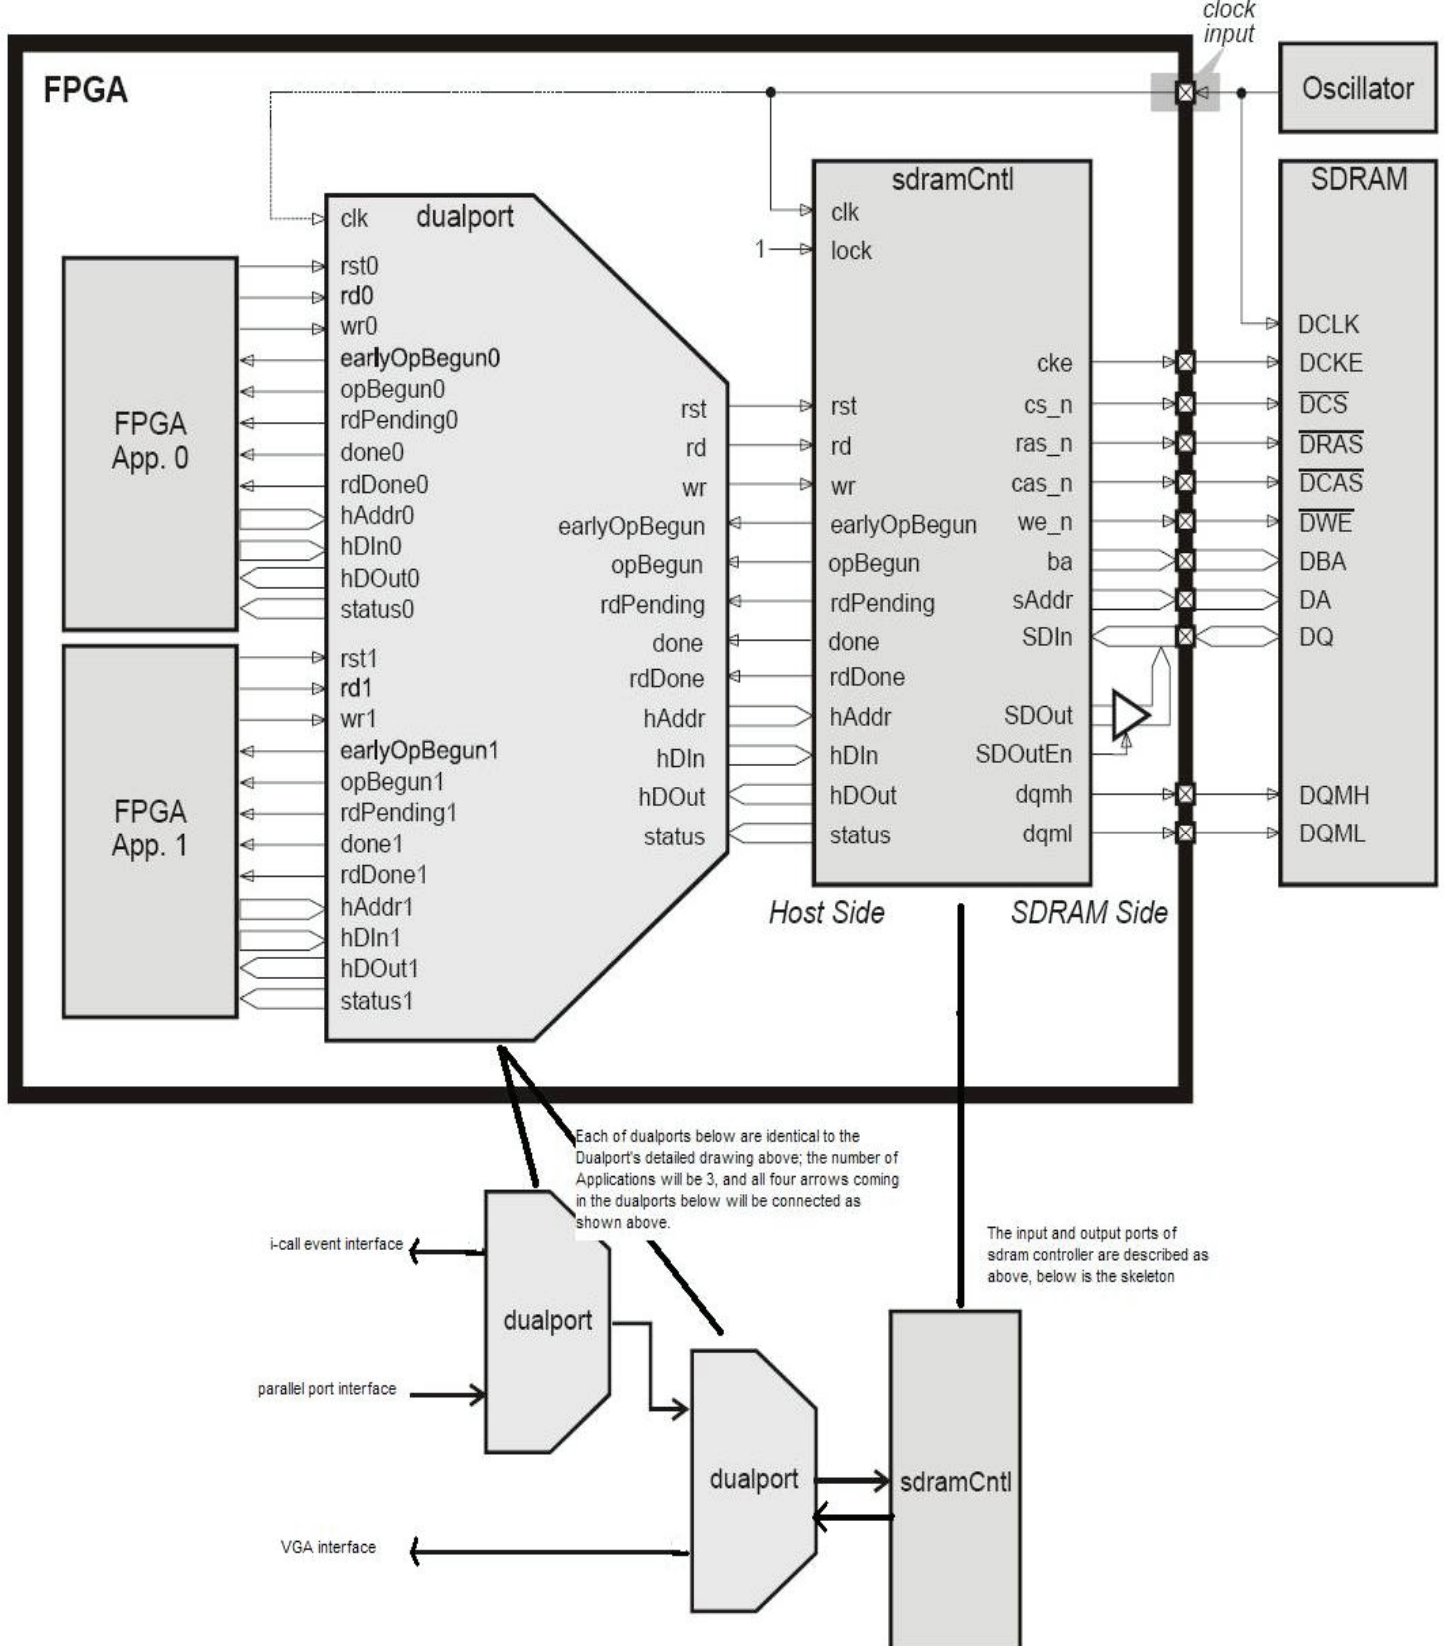 clock
input
FPGA
Oscillator
clk
dualport
rst0
rd0
wr0
earlyOpBegun0
opBegun0
rdPending0
done0
rdDone0
hAddr0
hDIn0
hDOut0
status0
FPGA
App. 0
rst1
rd1
wr1
earlyOpBegun1
opBegun1
rdPending1
done1
rdDone1
hAddr1
hDIn1
hDOut1
status1
FPGA
App. 1
rst
rd
wr
earlyOpBegun
opBegun
rdPending
done
rdDone
hAddr
hDIn
hDOut
status
sdramCntl
clk
1
lock
rst
rd
wr
earlyOpBegun
opBegun
rdPending
done
rdDone
hAddr
hDIn
hDOut
status
cke
cs_n
ras_n
cas_n
we_n
ba
sAddr
SDIn
SDOut
SDOutEn
dqmh
dqml
SDRAM
DCLK
DCKE
DCS
DRAS
DCAS
DWE
DBA
DA
DQ
DQMH
DQML
Host Side
SDRAM Side
Each of dualports below are identical to the
Dualport's detailed drawing above; the number of
Applications will be 3, and all four arrows coming
in the dualports below will be connected as
shown above.
The input and output ports of
sdram controller are described as
above, below is the skeleton
i-call event interface
dualport
parallel port interface
dualport
sdramCntl
VGA interface